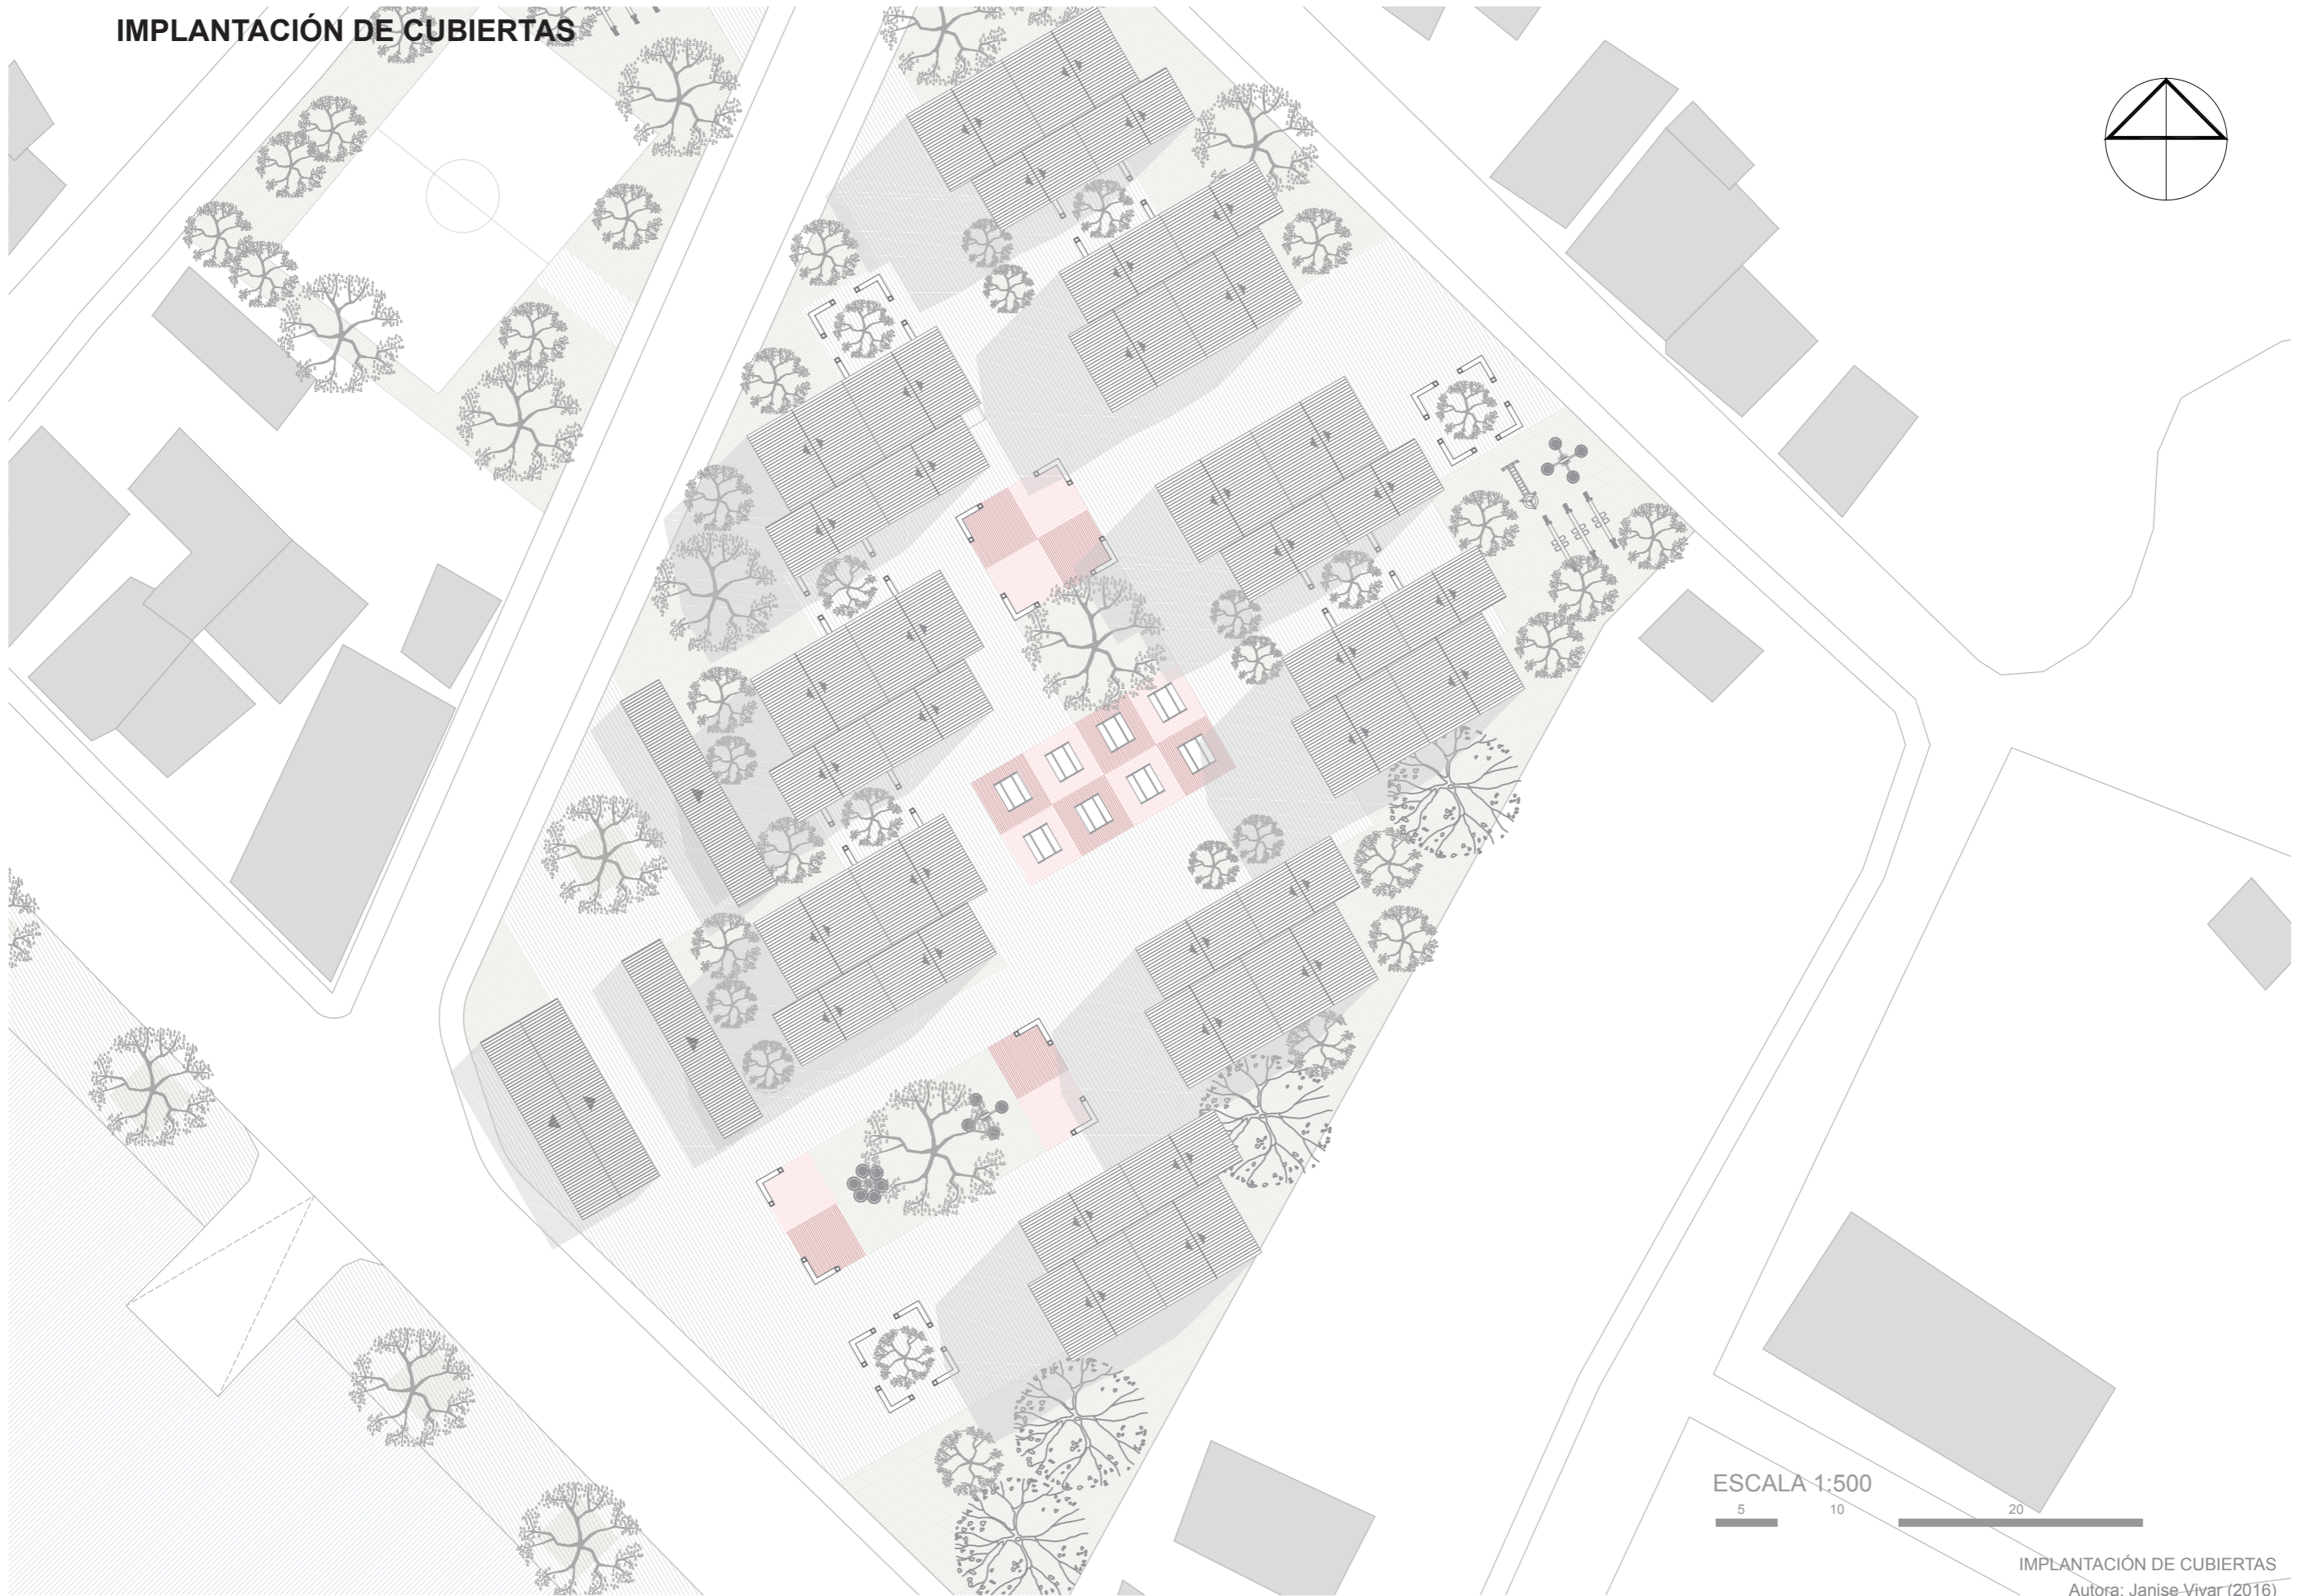 IMPLANTACIÓN DE CUBIERTAS
ESCALA 1:500
5 10 20
IMPLANTACIÓN DE CUBIERTAS
Autora: Janise Vivar (2016)